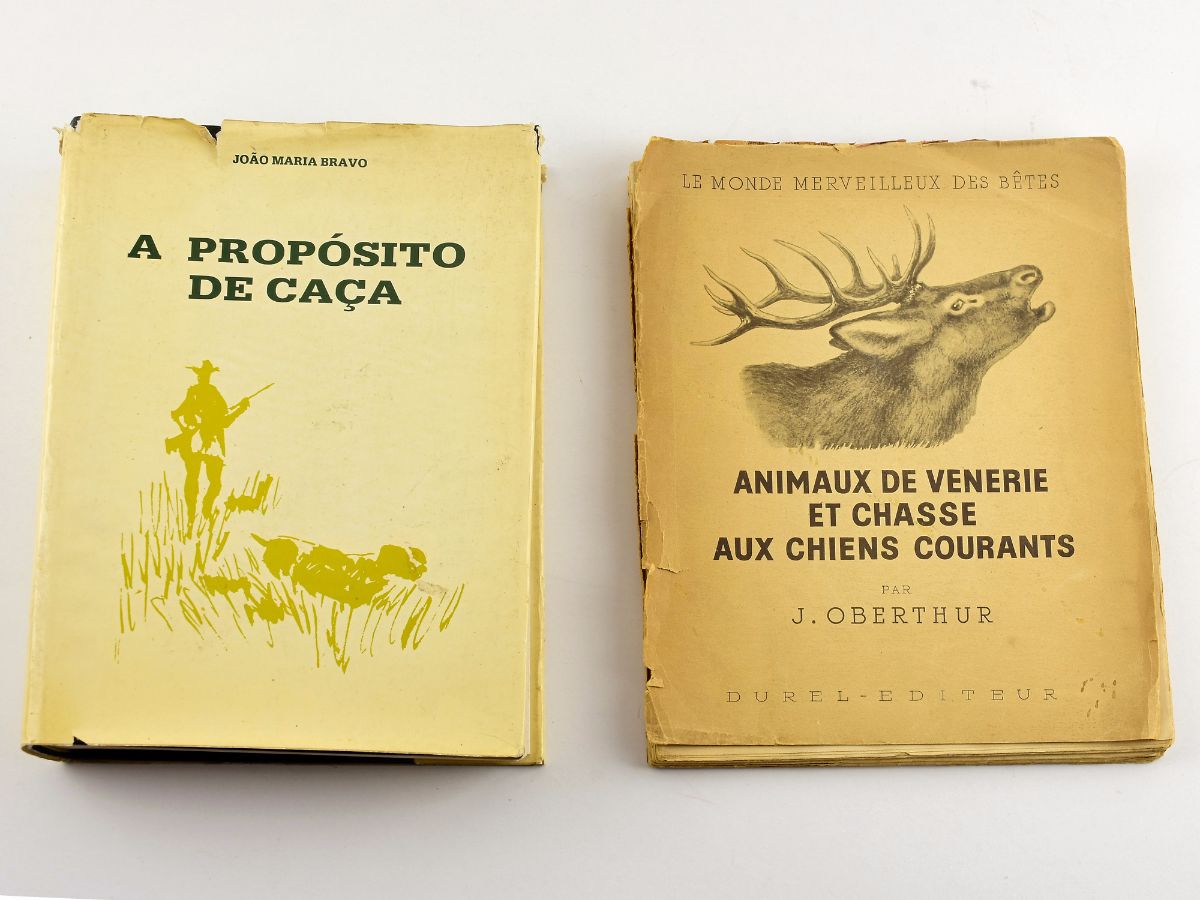 JOÃO MARIA BRAVO
A PROPÓSITO
DE CAÇA
LE MONDE MERVEILLEUX DES BÊTES
ANIMAUX DE VENERIE
ET CHASSE
AUX CHIENS COURANTS
PAR
J. OBERTHUR
DUREL-EDITEUR